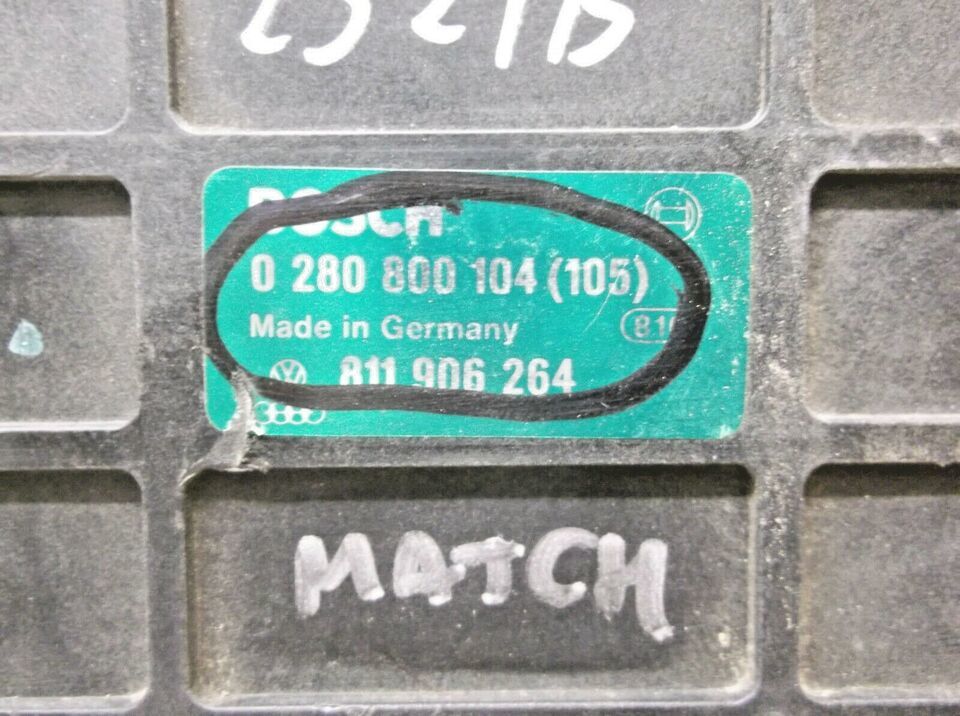 BOSCH
0 280 800 104 (105)
Made in Germany
811 906 264
MATCH